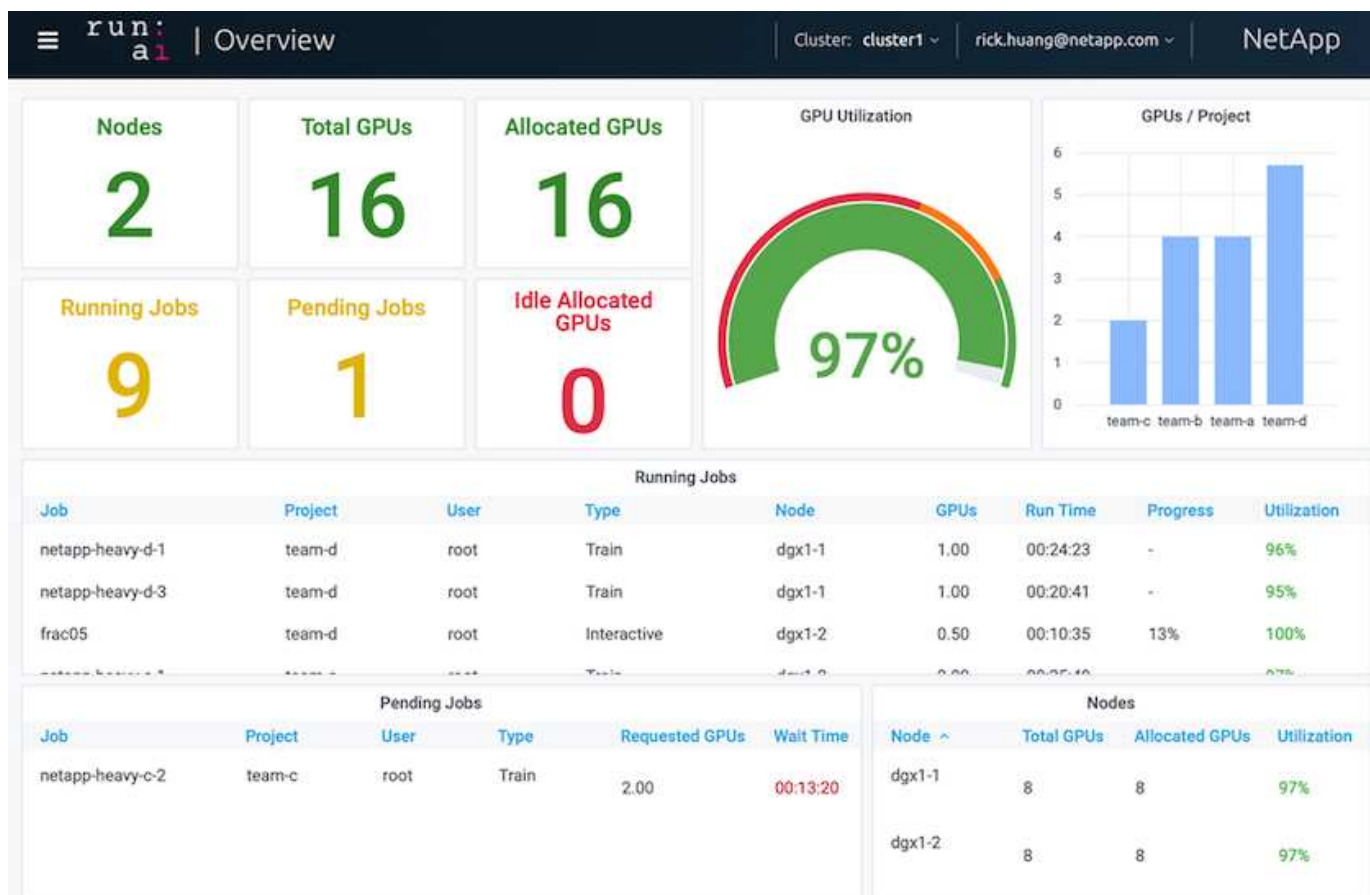 run: ai | Overview Cluster: cluster1 rick.huang@netapp.com NetApp
Nodes
2
Total GPUs
16
Allocated GPUs
16
Running Jobs
9
Pending Jobs
1
Idle Allocated
GPUs
0
GPU Utilization
97%
GPUs / Project
6
5
4
3
2
1
0
team-c team-b team-a team-d
Running Jobs
Job Project User Type Node GPUs Run Time Progress Utilization
netapp-heavy-d-1 team-d root Train dgx1-1 1.00 00:24:23 - 96%
netapp-heavy-d-3 team-d root Train dgx1-1 1.00 00:20:41 - 95%
frac05 team-d root Interactive dgx1-2 0.50 00:10:35 13% 100%
Pending Jobs
Job Project User Type Requested GPUs Wait Time
netapp-heavy-c-2 team-c root Train 2.00 00:13:20
Nodes
Node Total GPUs Allocated GPUs Utilization
dgx1-1 8 8 97%
dgx1-2 8 8 97%